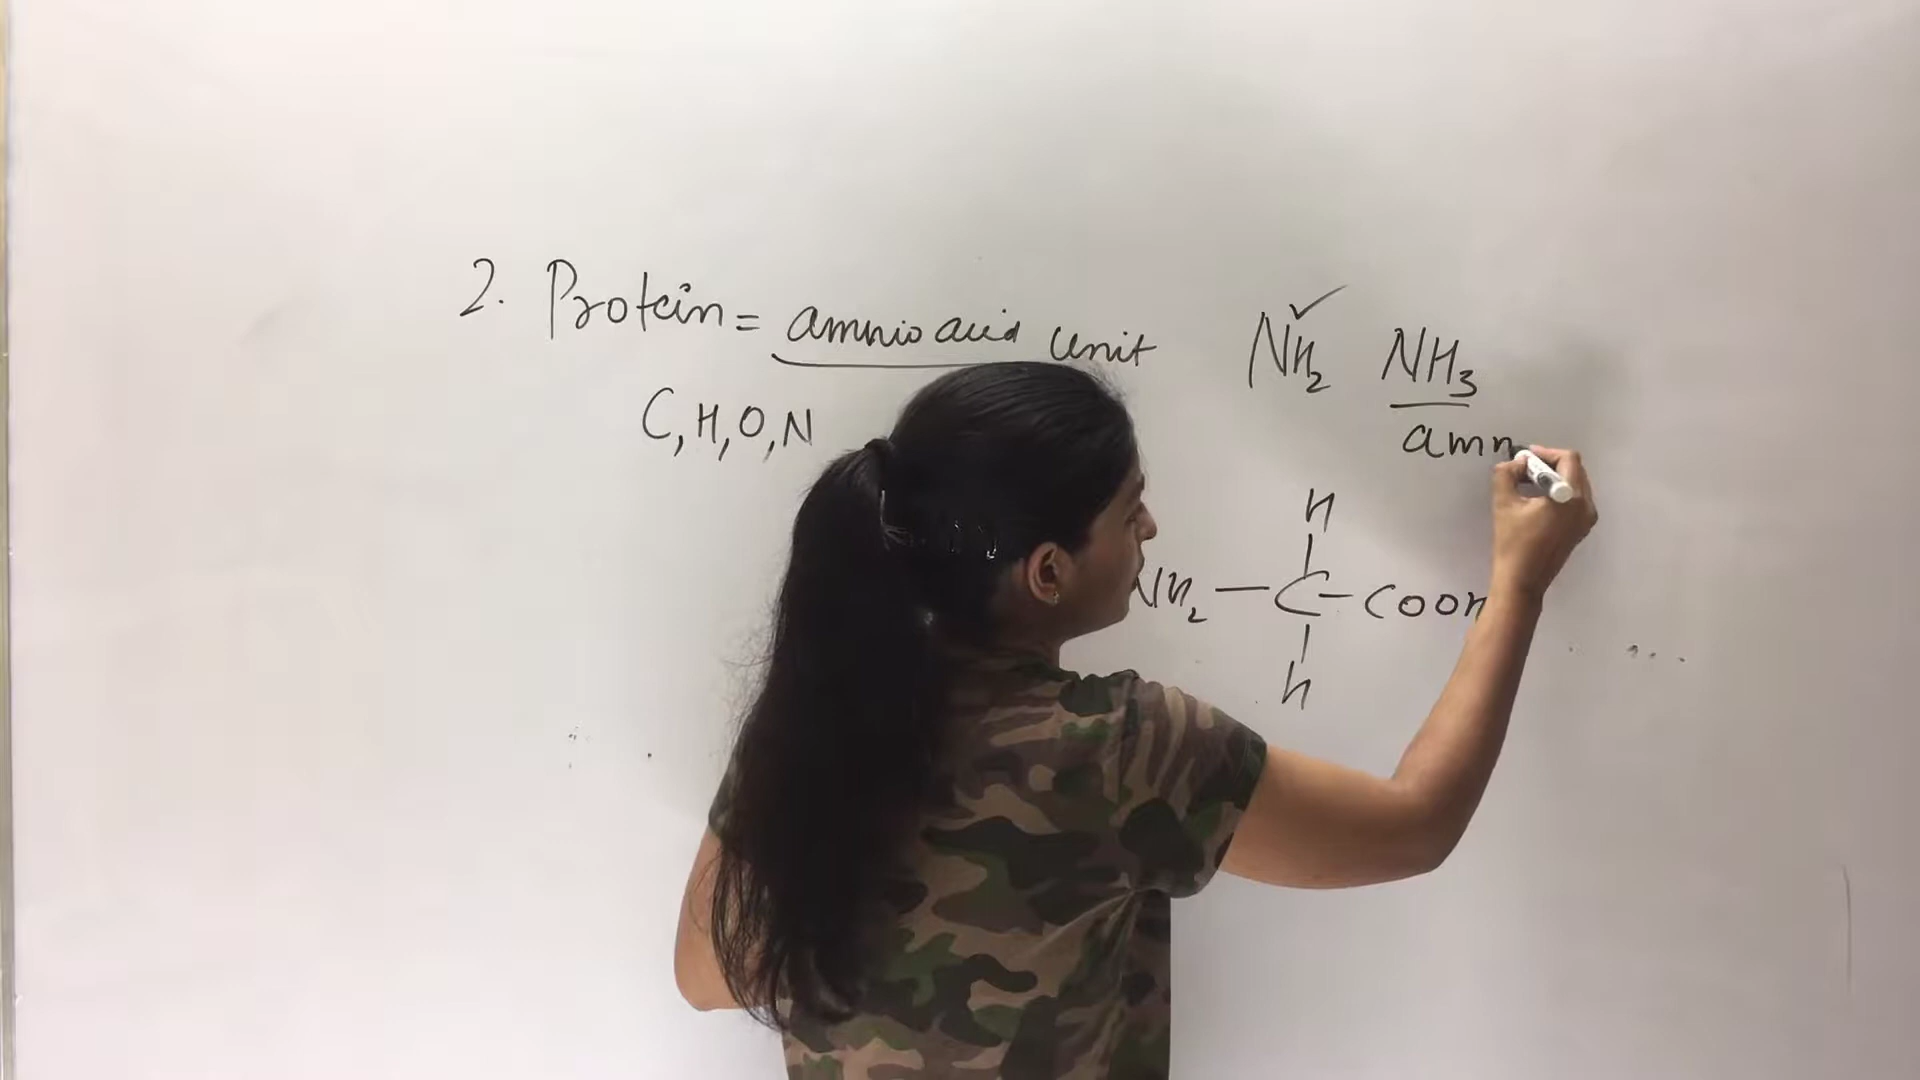 2. Protein = amnio acid unit
C, H, O, N
NH2 NH3
amn
H
NH2 — C — COOH
H